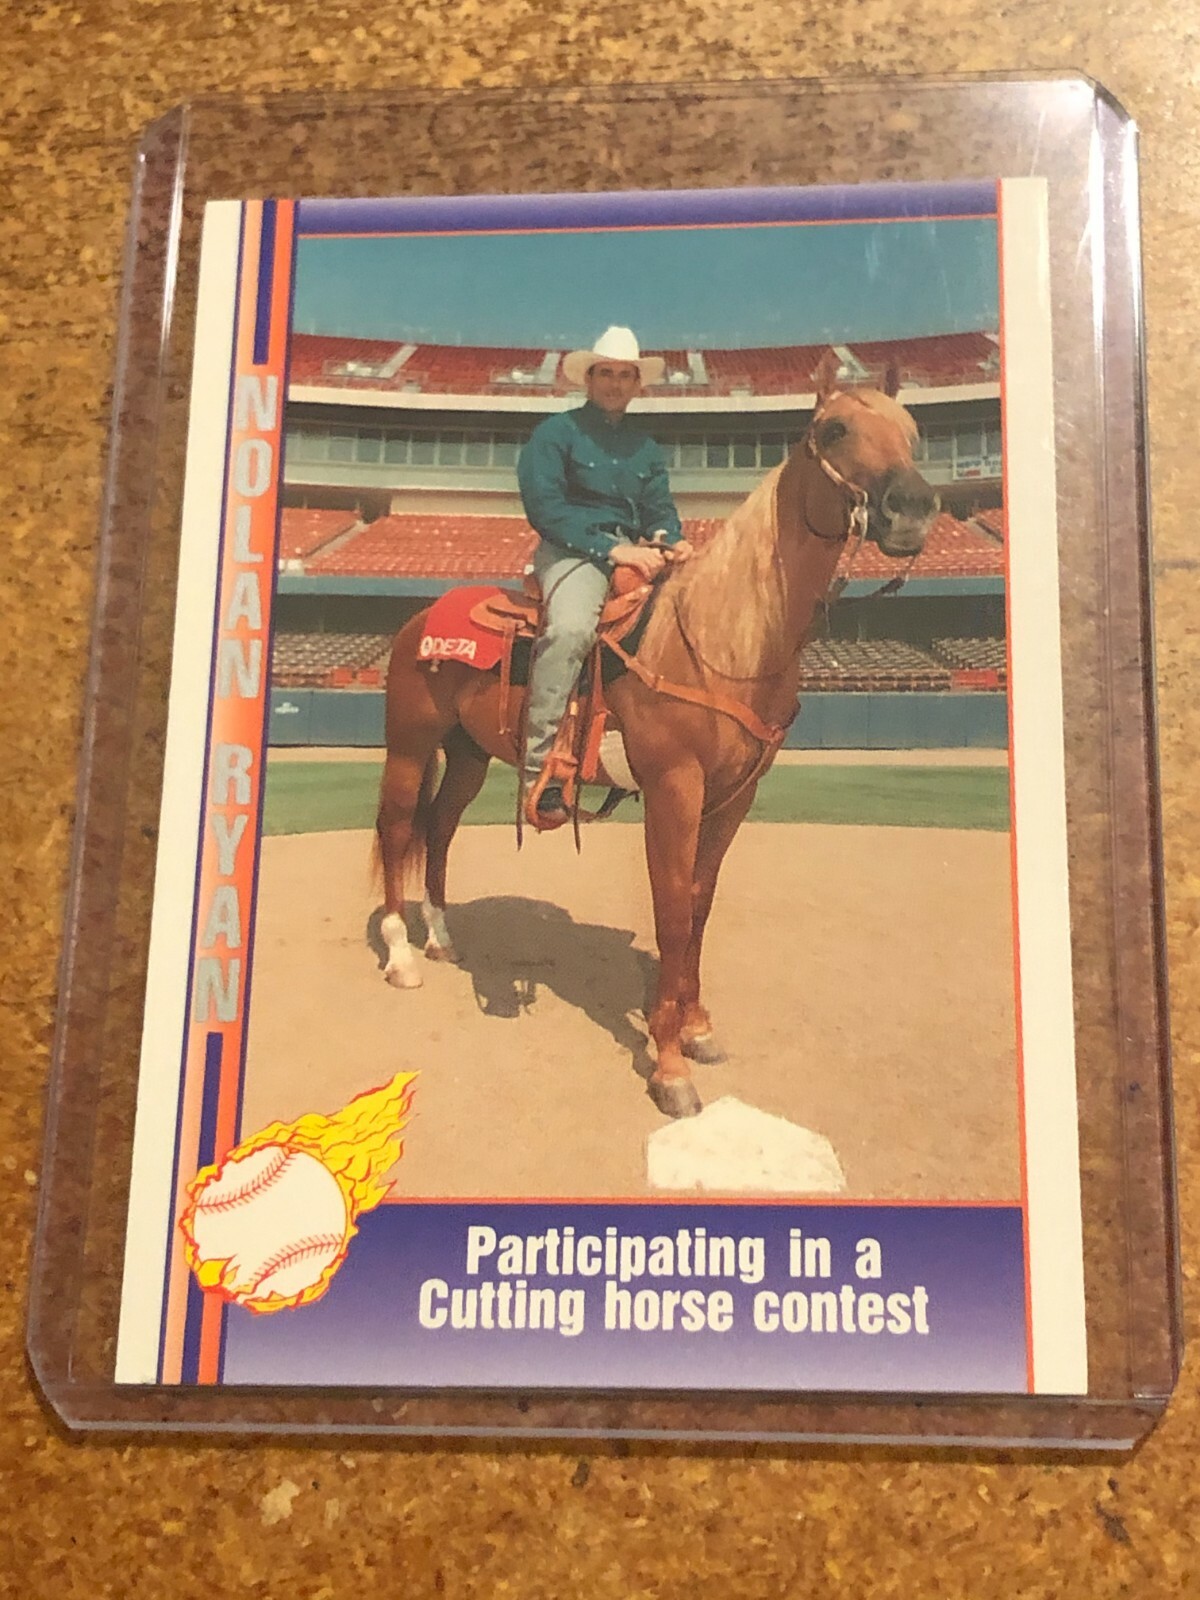 NOLAN RYAN
ODETA
Participating in a
Cutting horse contest